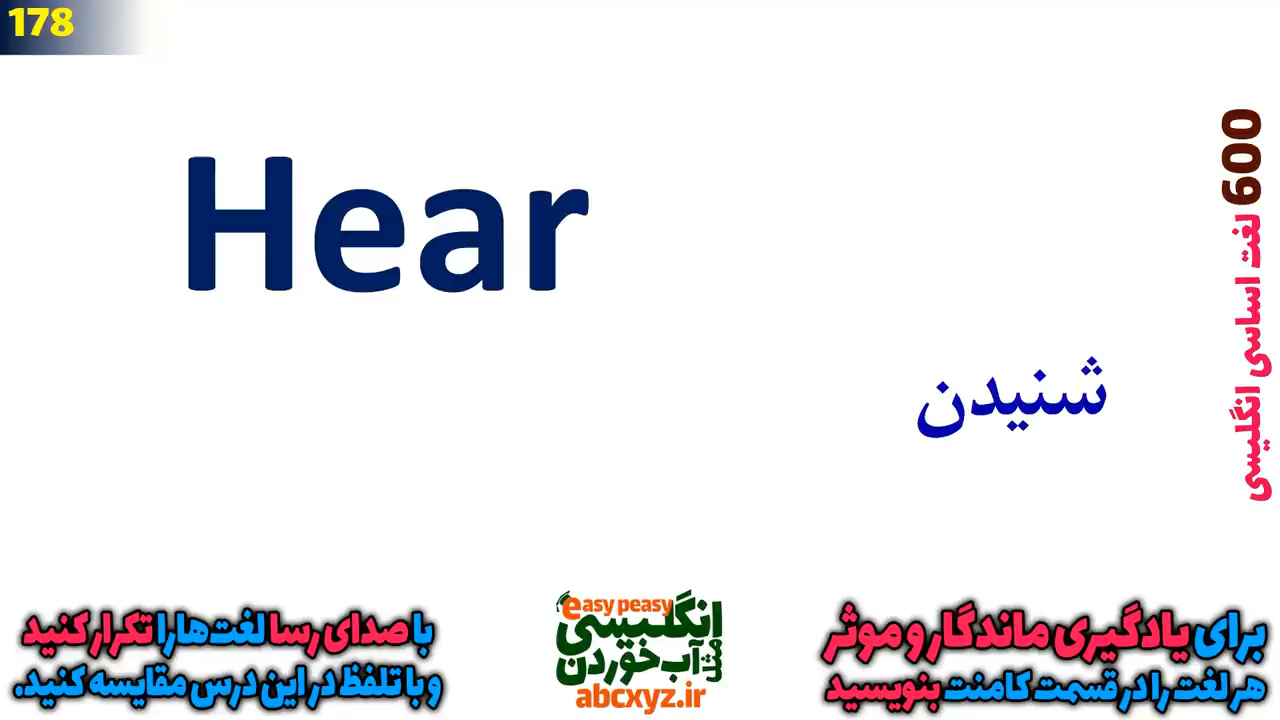 178
Hear
شنیدن
600 لغت اساسی انگلیسی
برای یادگیری ماندگار و موثر
هر لغت را در قسمت کامنت بنویسید
easy peasy
انگلیسی
مثل آب خوردن
abcxyz.ir
با صدای رسا لغت‌ها را تکرار کنید
و با تلفظ در این درس مقایسه کنید.